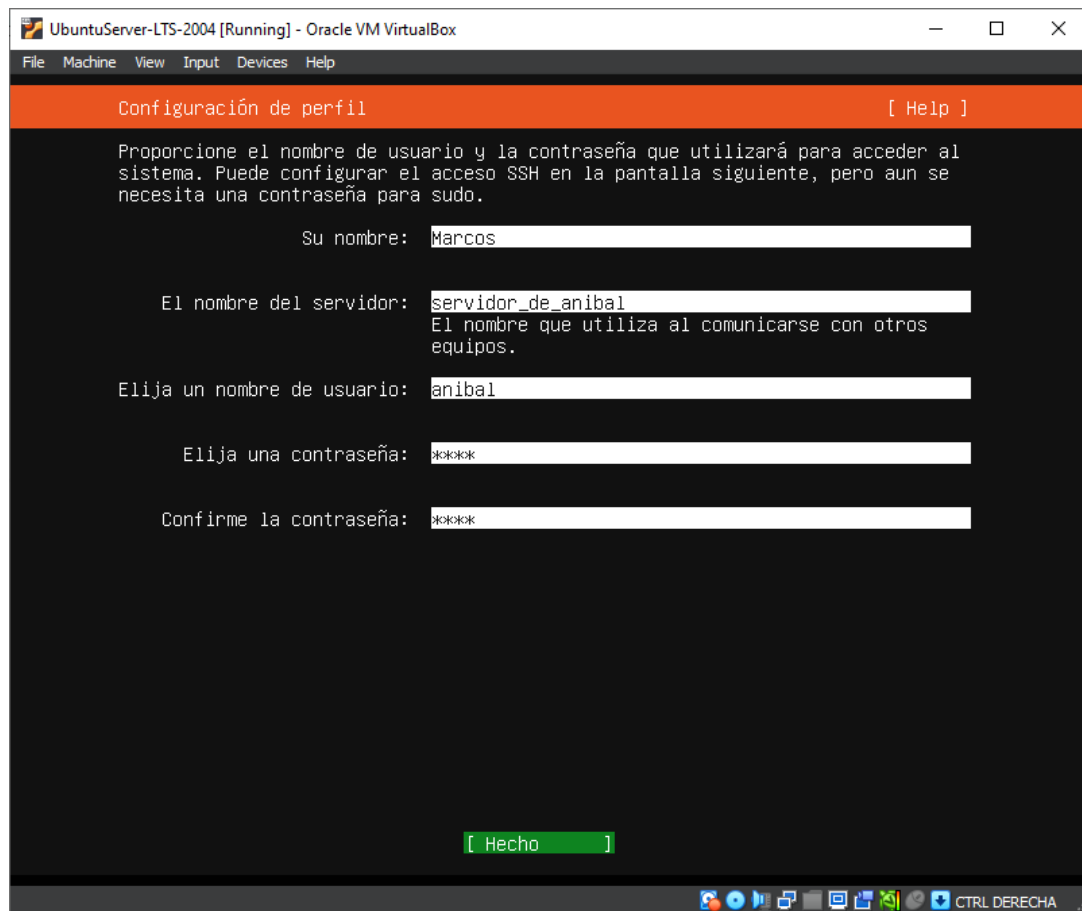 UbuntuServer-LTS-2004 [Running] - Oracle VM VirtualBox
File Machine View Input Devices Help
Configuración de perfil [ Help ]
Proporcione el nombre de usuario y la contraseña que utilizará para acceder al
sistema. Puede configurar el acceso SSH en la pantalla siguiente, pero aun se
necesita una contraseña para sudo.
Su nombre: Marcos
El nombre del servidor: servidor_de_anibal
El nombre que utiliza al comunicarse con otros
equipos.
Elija un nombre de usuario: anibal
Elija una contraseña: ****
Confirme la contraseña: ****
[ Hecho ]
CTRL DERECHA